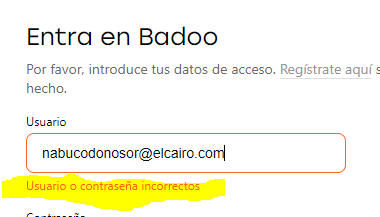 Entra en Badoo
Por favor, introduce tus datos de acceso. Regístrate aquí s
hecho.
Usuario
nabucodonosor@elcairo.com
Usuario o contraseña incorrectos
Contraseña